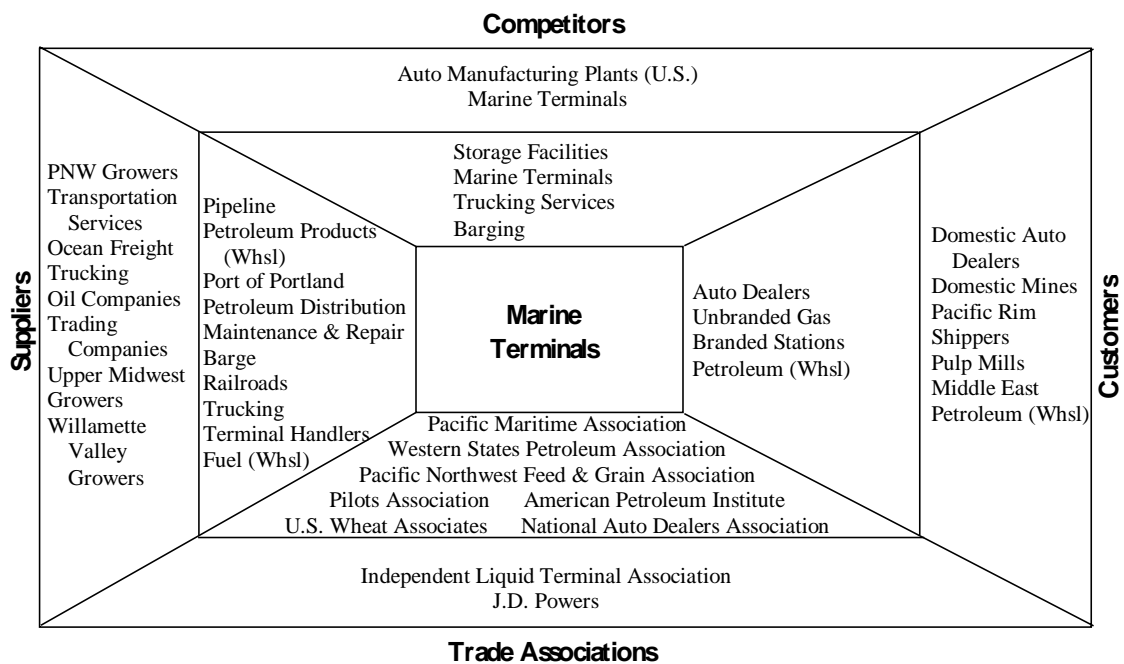 Competitors
Auto Manufacturing Plants (U.S.)
Marine Terminals
Storage Facilities
Marine Terminals
Trucking Services
Barging
Suppliers
PNW Growers
Transportation
Services
Ocean Freight
Trucking
Oil Companies
Trading
Companies
Upper Midwest
Growers
Willamette
Valley
Growers
Pipeline
Petroleum Products
(Whsl)
Port of Portland
Petroleum Distribution
Maintenance & Repair
Barge
Railroads
Trucking
Terminal Handlers
Fuel (Whsl)
Marine
Terminals
Auto Dealers
Unbranded Gas
Branded Stations
Petroleum (Whsl)
Domestic Auto
Dealers
Domestic Mines
Pacific Rim
Shippers
Pulp Mills
Middle East
Petroleum (Whsl)
Customers
Pacific Maritime Association
Western States Petroleum Association
Pacific Northwest Feed & Grain Association
Pilots Association American Petroleum Institute
U.S. Wheat Associates National Auto Dealers Association
Independent Liquid Terminal Association
J.D. Powers
Trade Associations